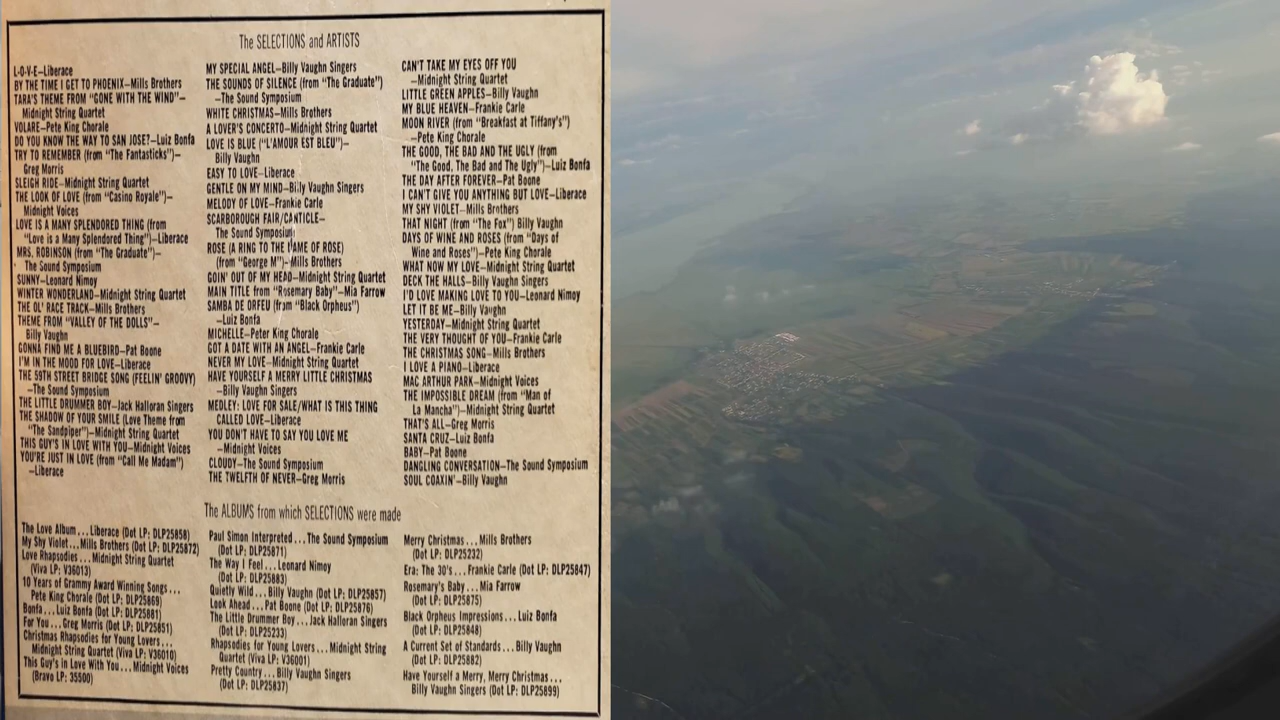 The SELECTIONS and ARTISTS
L-O-V-E—Liberace
BY THE TIME I GET TO PHOENIX—Mills Brothers
TARA'S THEME FROM "GONE WITH THE WIND"—
Midnight String Quartet
VOLARE—Pete King Chorale
DO YOU KNOW THE WAY TO SAN JOSE?—Luiz Bonfa
TRY TO REMEMBER (from "The Fantasticks")—
Greg Morris
SLEIGH RIDE—Midnight String Quartet
THE LOOK OF LOVE (from "Casino Royale")—
Midnight Voices
LOVE IS A MANY SPLENDORED THING (from
"Love is a Many Splendored Thing")—Liberace
MRS. ROBINSON (from "The Graduate")—
The Sound Symposium
SUNNY—Leonard Nimoy
WINTER WONDERLAND—Midnight String Quartet
THE OL' RACE TRACK—Mills Brothers
THEME FROM "VALLEY OF THE DOLLS"—
Billy Vaughn
GONNA FIND ME A BLUEBIRD—Pat Boone
I'M IN THE MOOD FOR LOVE—Liberace
THE 59TH STREET BRIDGE SONG (FEELIN' GROOVY)
—The Sound Symposium
THE LITTLE DRUMMER BOY—Jack Halloran Singers
THE SHADOW OF YOUR SMILE (Love Theme from
"The Sandpiper")—Midnight String Quartet
THIS GUY'S IN LOVE WITH YOU—Midnight Voices
YOU'RE JUST IN LOVE (from "Call Me Madam")
—Liberace
MY SPECIAL ANGEL—Billy Vaughn Singers
THE SOUNDS OF SILENCE (from "The Graduate")
—The Sound Symposium
WHITE CHRISTMAS—Mills Brothers
A LOVER'S CONCERTO—Midnight String Quartet
LOVE IS BLUE ("L'AMOUR EST BLEU")—
Billy Vaughn
EASY TO LOVE—Liberace
GENTLE ON MY MIND—Billy Vaughn Singers
MELODY OF LOVE—Frankie Carle
SCARBOROUGH FAIR/CANTICLE—
The Sound Symposium
ROSE (A RING TO THE NAME OF ROSE)
(from "George M")—Mills Brothers
GOIN' OUT OF MY HEAD—Midnight String Quartet
MAIN TITLE from "Rosemary Baby"—Mia Farrow
SAMBA DE ORFEU (from "Black Orpheus")
—Luiz Bonfa
MICHELLE—Peter King Chorale
GOT A DATE WITH AN ANGEL—Frankie Carle
NEVER MY LOVE—Midnight String Quartet
HAVE YOURSELF A MERRY LITTLE CHRISTMAS
—Billy Vaughn Singers
MEDLEY: LOVE FOR SALE/WHAT IS THIS THING
CALLED LOVE—Liberace
YOU DON'T HAVE TO SAY YOU LOVE ME
—Midnight Voices
CLOUDY—The Sound Symposium
THE TWELFTH OF NEVER—Greg Morris
CAN'T TAKE MY EYES OFF YOU
—Midnight String Quartet
LITTLE GREEN APPLES—Billy Vaughn
MY BLUE HEAVEN—Frankie Carle
MOON RIVER (from "Breakfast at Tiffany's")
—Pete King Chorale
THE GOOD, THE BAD AND THE UGLY (from
"The Good, The Bad and The Ugly")—Luiz Bonfa
THE DAY AFTER FOREVER—Pat Boone
I CAN'T GIVE YOU ANYTHING BUT LOVE—Liberace
MY SHY VIOLET—Mills Brothers
THAT NIGHT (from "The Fox") Billy Vaughn
DAYS OF WINE AND ROSES (from "Days of
Wine and Roses")—Pete King Chorale
WHAT NOW MY LOVE—Midnight String Quartet
DECK THE HALLS—Billy Vaughn Singers
I'D LOVE MAKING LOVE TO YOU—Leonard Nimoy
LET IT BE ME—Billy Vaughn
YESTERDAY—Midnight String Quartet
THE VERY THOUGHT OF YOU—Frankie Carle
THE CHRISTMAS SONG—Mills Brothers
I LOVE A PIANO—Liberace
MAC ARTHUR PARK—Midnight Voices
THE IMPOSSIBLE DREAM (from "Man of
La Mancha")—Midnight String Quartet
THAT'S ALL—Greg Morris
SANTA CRUZ—Luiz Bonfa
BABY—Pat Boone
DANGLING CONVERSATION—The Sound Symposium
SOUL COAXIN'—Billy Vaughn
The ALBUMS from which SELECTIONS were made
The Love Album...Liberace (Dot LP: DLP25858)
My Shy Violet...Mills Brothers (Dot LP: DLP25872)
Love Rhapsodies...Midnight String Quartet
(Viva LP: V36013)
10 Years of Grammy Award Winning Songs...
Pete King Chorale (Dot LP: DLP25869)
Bonfa...Luiz Bonfa (Dot LP: DLP25881)
For You...Greg Morris (Dot LP: DLP25851)
Christmas Rhapsodies for Young Lovers...
Midnight String Quartet (Viva LP: V36010)
This Guy's in Love With You...Midnight Voices
(Bravo LP: 35500)
Paul Simon Interpreted...The Sound Symposium
(Dot LP: DLP25871)
The Way I Feel...Leonard Nimoy
(Dot LP: DLP25883)
Quietly Wild...Billy Vaughn (Dot LP: DLP25857)
Look Ahead...Pat Boone (Dot LP: DLP25876)
The Little Drummer Boy...Jack Halloran Singers
(Dot LP: DLP25233)
Rhapsodies for Young Lovers...Midnight String
Quartet (Viva LP: V36001)
Pretty Country...Billy Vaughn Singers
(Dot LP: DLP25837)
Merry Christmas...Mills Brothers
(Dot LP: DLP25232)
Era: The 30's...Frankie Carle (Dot LP: DLP25847)
Rosemary's Baby...Mia Farrow
(Dot LP: DLP25875)
Black Orpheus Impressions...Luiz Bonfa
(Dot LP: DLP25848)
A Current Set of Standards...Billy Vaughn
(Dot LP: DLP25882)
Have Yourself a Merry, Merry Christmas...
Billy Vaughn Singers (Dot LP: DLP25899)